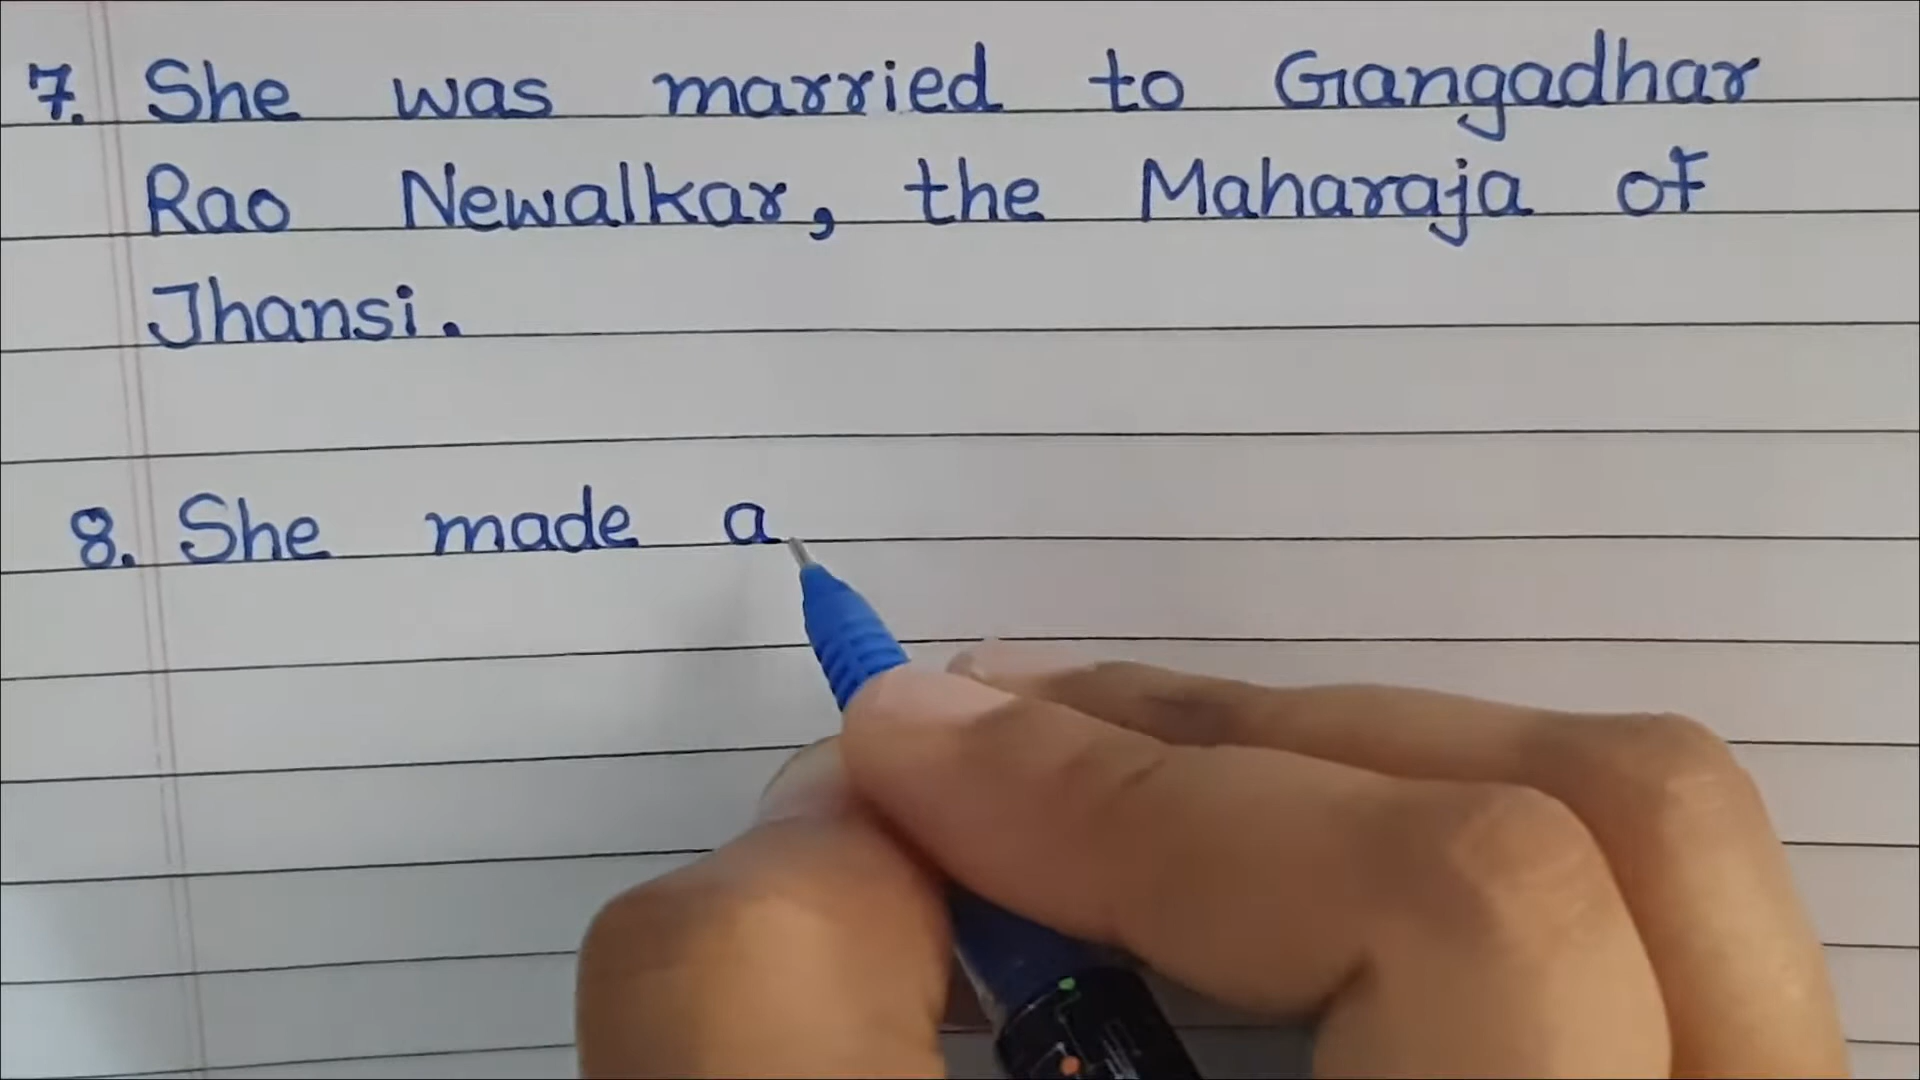 7. She was married to Gangadhar
Rao Newalkar, the Maharaja of
Jhansi.
8. She made a